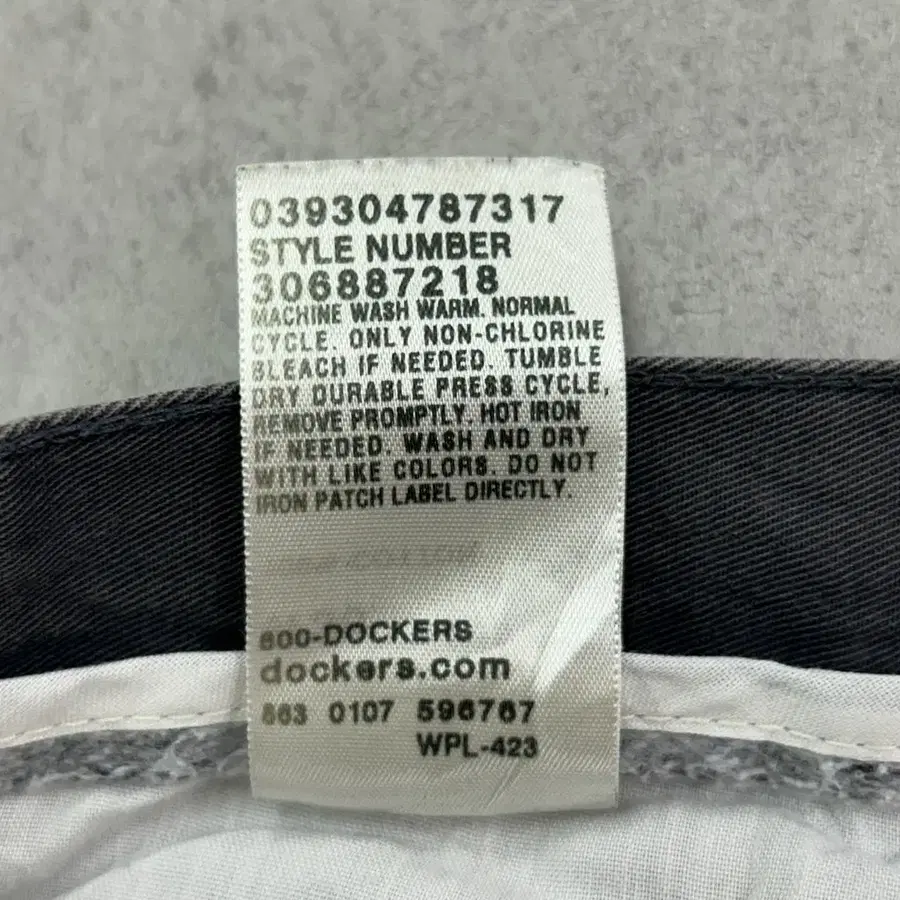 039304787317
STYLE NUMBER
306887218
MACHINE WASH WARM. NORMAL
CYCLE. ONLY NON-CHLORINE
BLEACH IF NEEDED. TUMBLE
DRY DURABLE PRESS CYCLE,
REMOVE PROMPTLY. HOT IRON
IF NEEDED. WASH AND DRY
WITH LIKE COLORS. DO NOT
IRON PATCH LABEL DIRECTLY.
800-DOCKERS
dockers.com
863 0107 596767
WPL-423